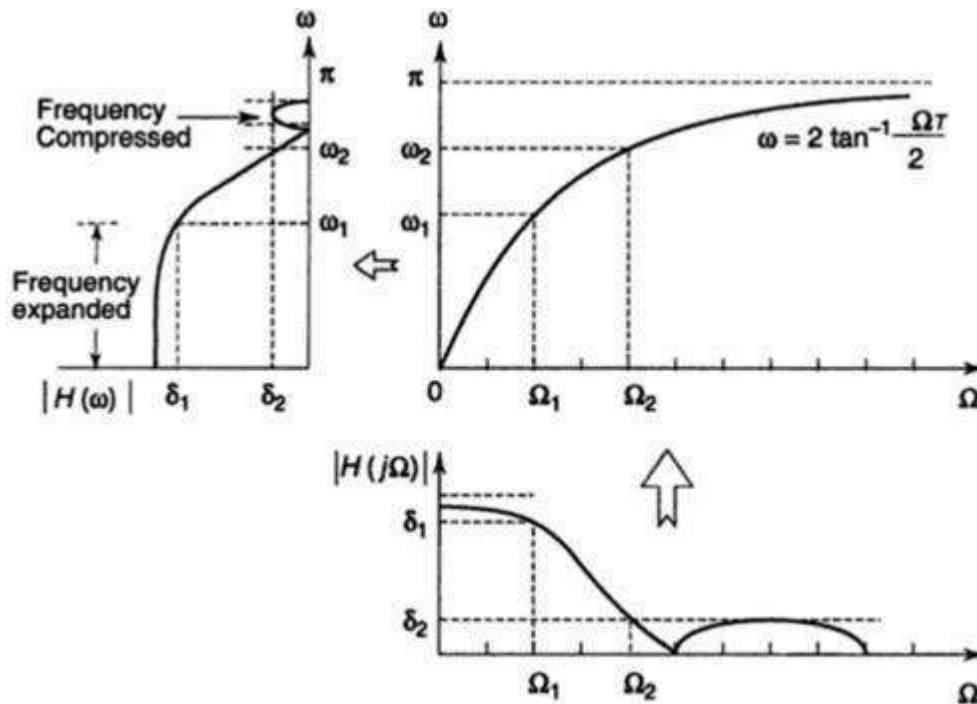 ω
π
Frequency
Compressed
ω₂
ω₁
Frequency
expanded
|H(ω)| δ₁ δ₂
ω
π
ω₂
ω₁
ω = 2 tan⁻¹ ΩT/2
0 Ω₁ Ω₂ Ω
|H(jΩ)|
δ₁
δ₂
Ω₁ Ω₂ Ω